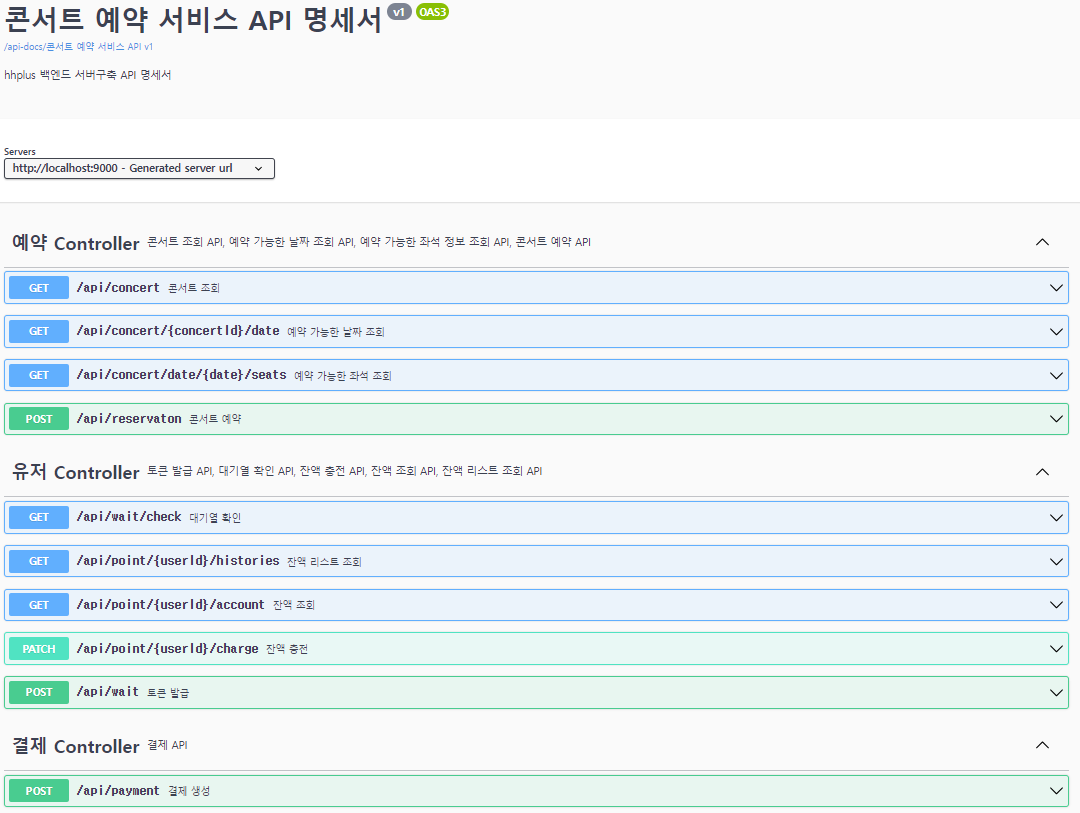 콘서트 예약 서비스 API 명세서 v1 OAS3
/api-docs/콘서트 예약 서비스 API v1
hhplus 백엔드 서버구축 API 명세서
Servers
http://localhost:9000 - Generated server url
예약 Controller 콘서트 조회 API, 예약 가능한 날짜 조회 API, 예약 가능한 좌석 정보 조회 API, 콘서트 예약 API
GET /api/concert 콘서트 조회
GET /api/concert/{concertId}/date 예약 가능한 날짜 조회
GET /api/concert/date/{date}/seats 예약 가능한 좌석 조회
POST /api/reservaton 콘서트 예약
유저 Controller 토큰 발급 API, 대기열 확인 API, 잔액 충전 API, 잔액 조회 API, 잔액 리스트 조회 API
GET /api/wait/check 대기열 확인
GET /api/point/{userId}/histories 잔액 리스트 조회
GET /api/point/{userId}/account 잔액 조회
PATCH /api/point/{userId}/charge 잔액 충전
POST /api/wait 토큰 발급
결제 Controller 결제 API
POST /api/payment 결제 생성